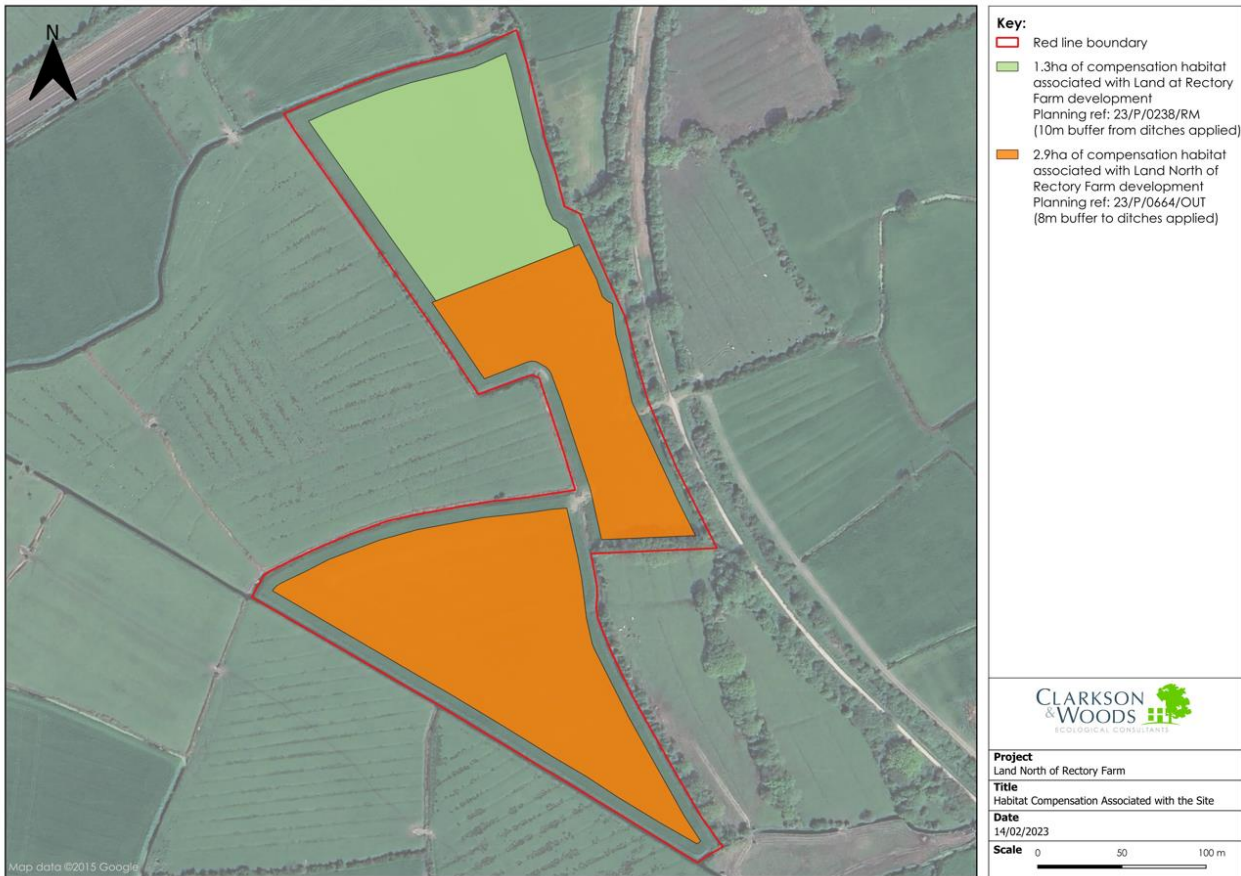 N
Map data ©2015 Google
Key:
Red line boundary
1.3ha of compensation habitat
associated with Land at Rectory
Farm development
Planning ref: 23/P/0238/RM
(10m buffer from ditches applied)
2.9ha of compensation habitat
associated with Land North of
Rectory Farm development
Planning ref: 23/P/0664/OUT
(8m buffer to ditches applied)
CLARKSON
&WOODS
ECOLOGICAL CONSULTANTS
Project
Land North of Rectory Farm
Title
Habitat Compensation Associated with the Site
Date
14/02/2023
Scale
0 50 100 m